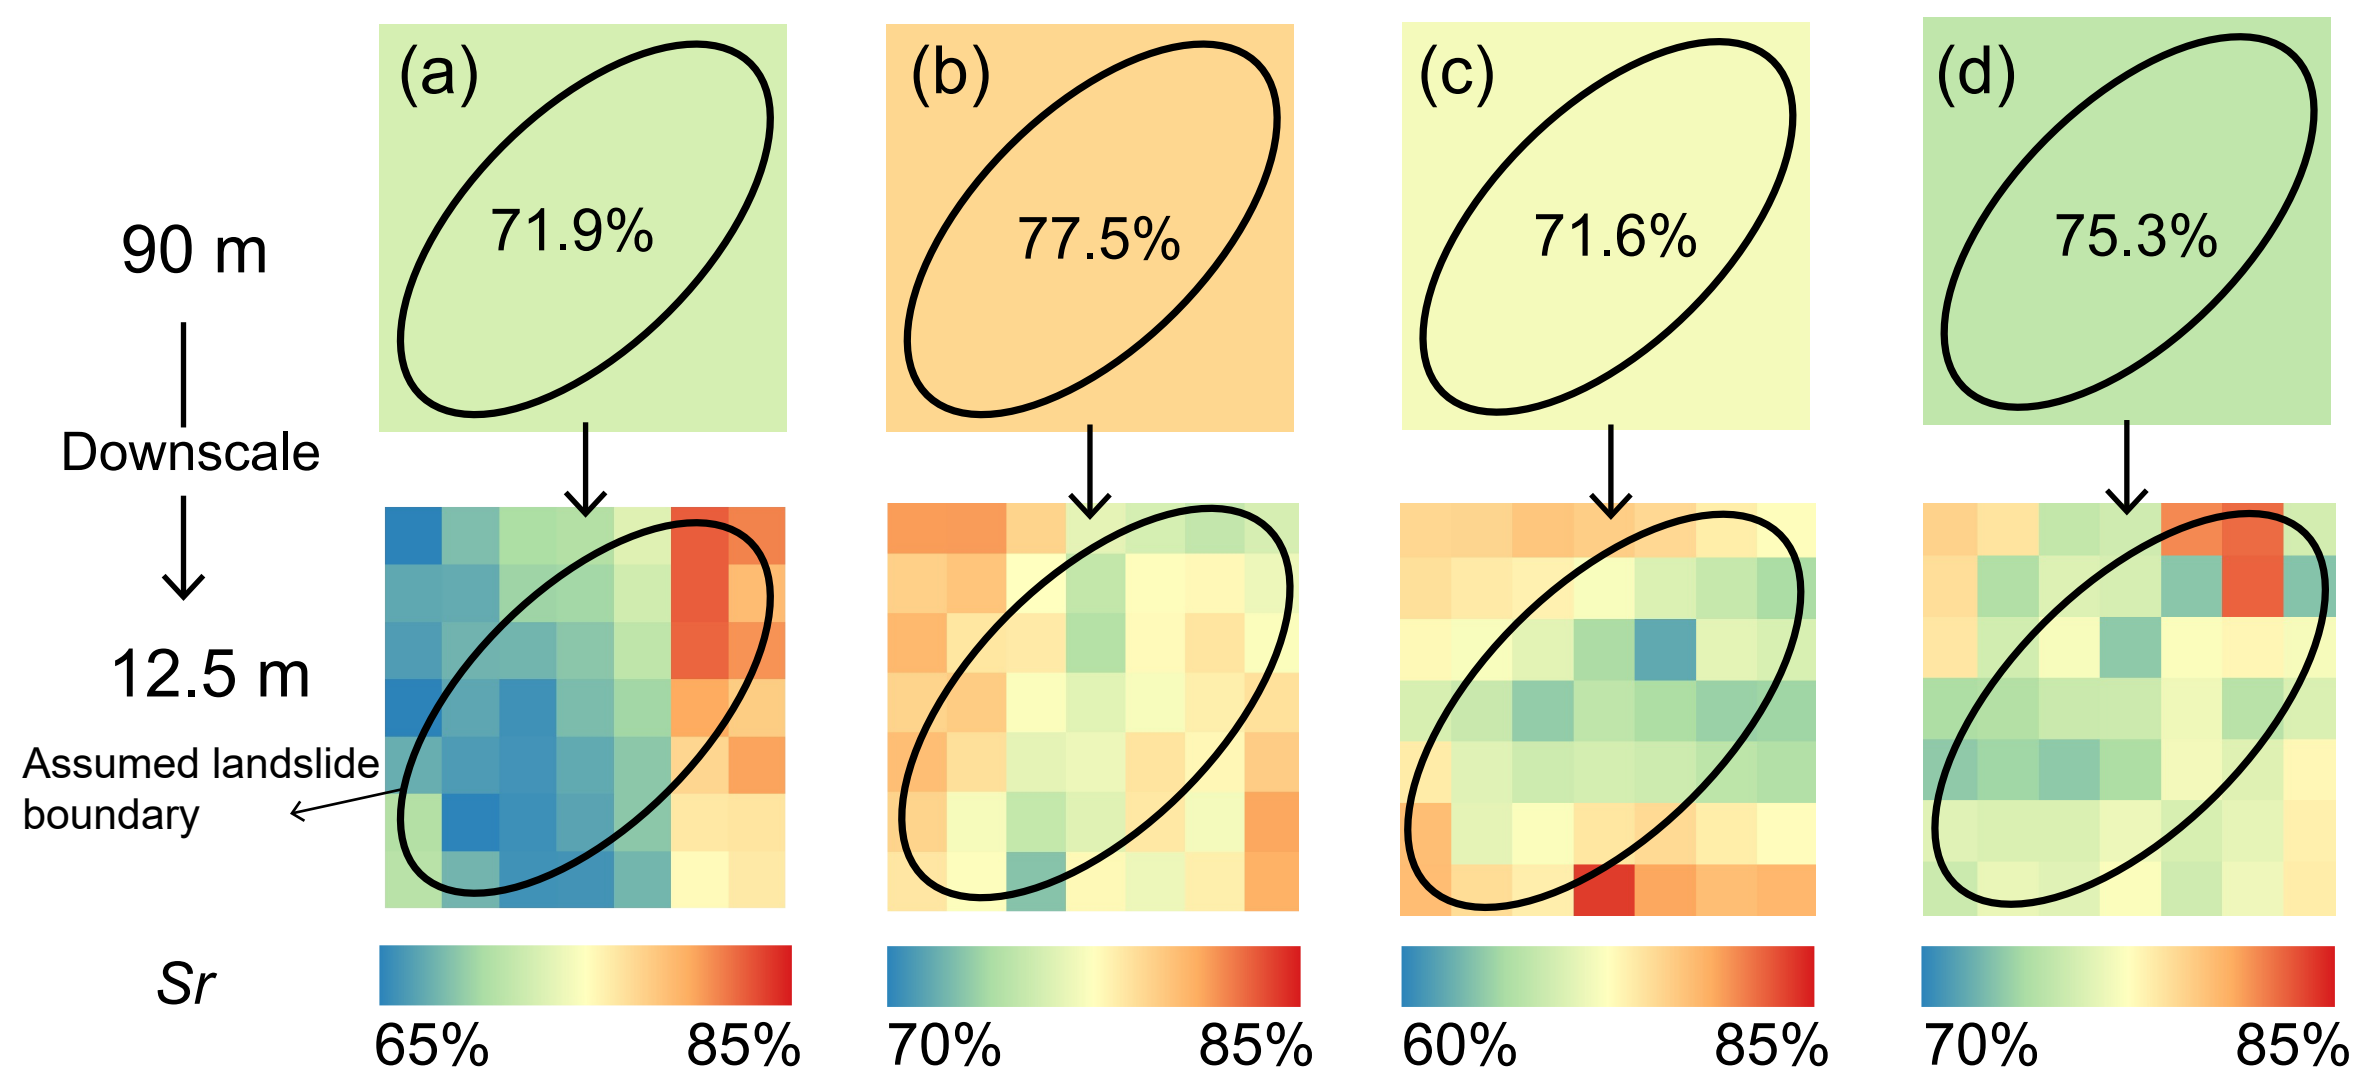 (a)
(b)
(c)
(d)
71.9%
77.5%
71.6%
75.3%
90 m
Downscale
12.5 m
Assumed landslide
boundary
Sr
65%
85%
70%
85%
60%
85%
70%
85%